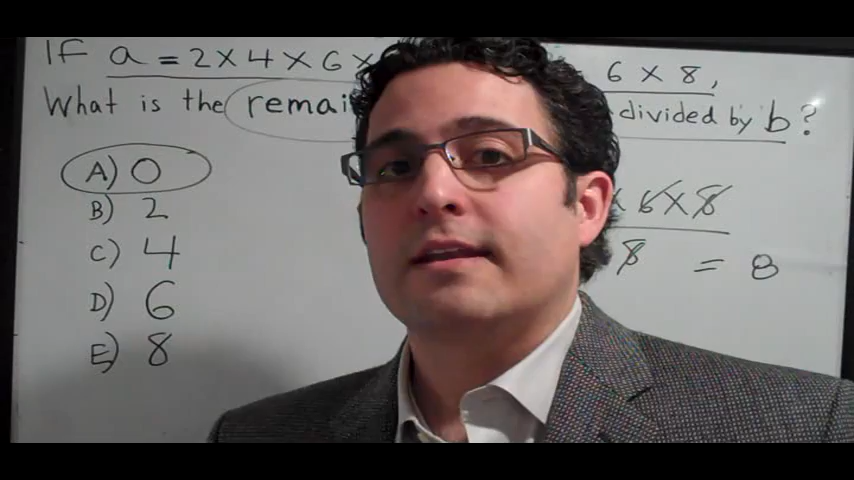 If a = 2 x 4 x 6 x 6 x 8,
What is the divided by b?
A) 0
B) 2
C) 4
D) 6
E) 8
x 6 x 8
8 = 8